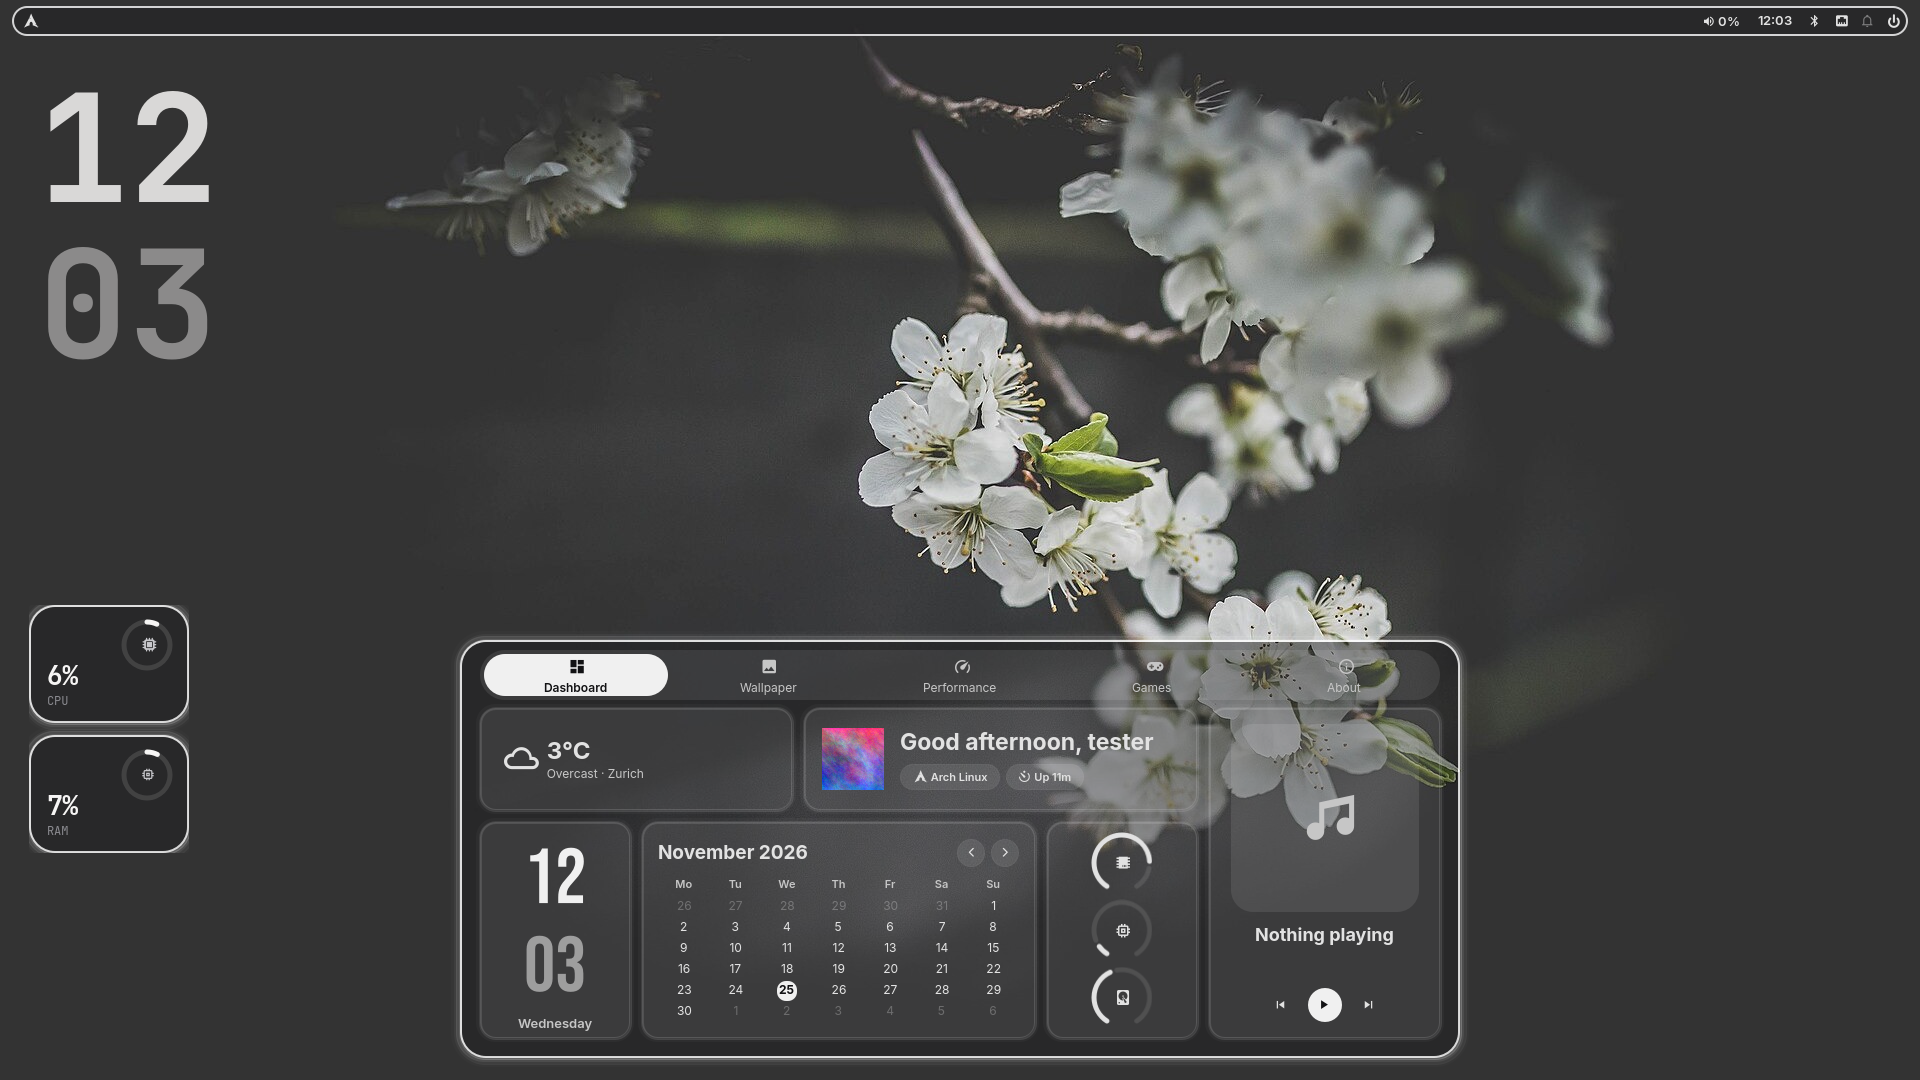 0%
12:03
12
03
6%
CPU
7%
RAM
Dashboard
Wallpaper
Performance
Games
About
3°C
Overcast · Zurich
Good afternoon, tester
Arch Linux
Up 11m
12
03
Wednesday
November 2026
Mo Tu We Th Fr Sa Su
26 27 28 29 30 31 1
2 3 4 5 6 7 8
9 10 11 12 13 14 15
16 17 18 19 20 21 22
23 24 25 26 27 28 29
30 1 2 3 4 5 6
Nothing playing